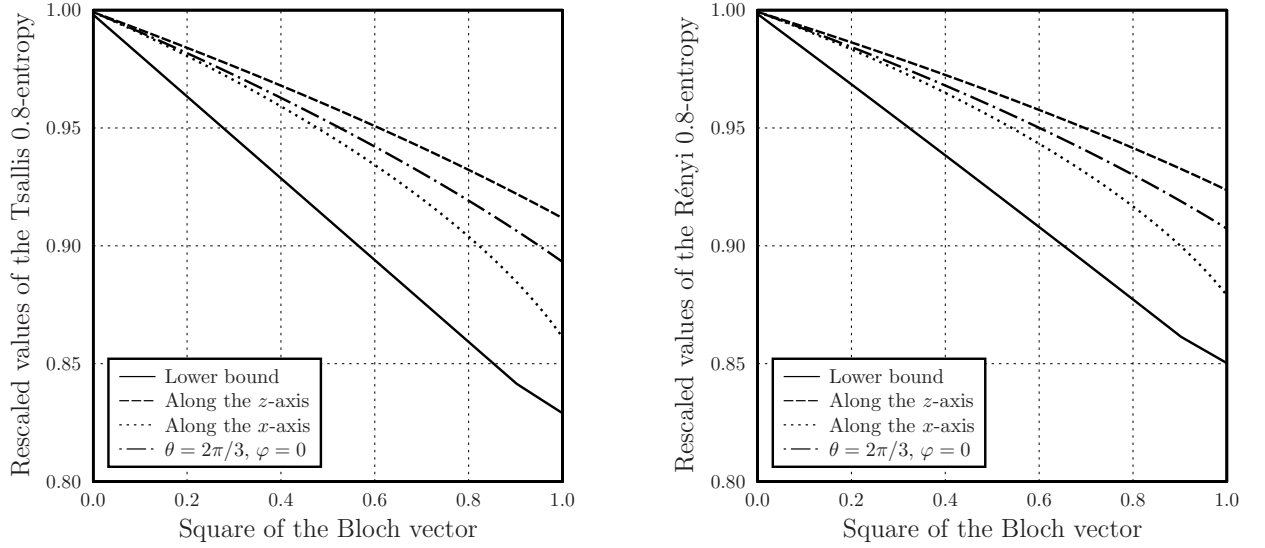 Rescaled values of the Tsallis 0.8-entropy
1.00
0.95
0.90
0.85
0.80
0.0
0.2
0.4
0.6
0.8
1.0
Square of the Bloch vector
Lower bound
Along the z-axis
Along the x-axis
θ = 2π/3, φ = 0
Rescaled values of the Rényi 0.8-entropy
1.00
0.95
0.90
0.85
0.80
0.0
0.2
0.4
0.6
0.8
1.0
Square of the Bloch vector
Lower bound
Along the z-axis
Along the x-axis
θ = 2π/3, φ = 0